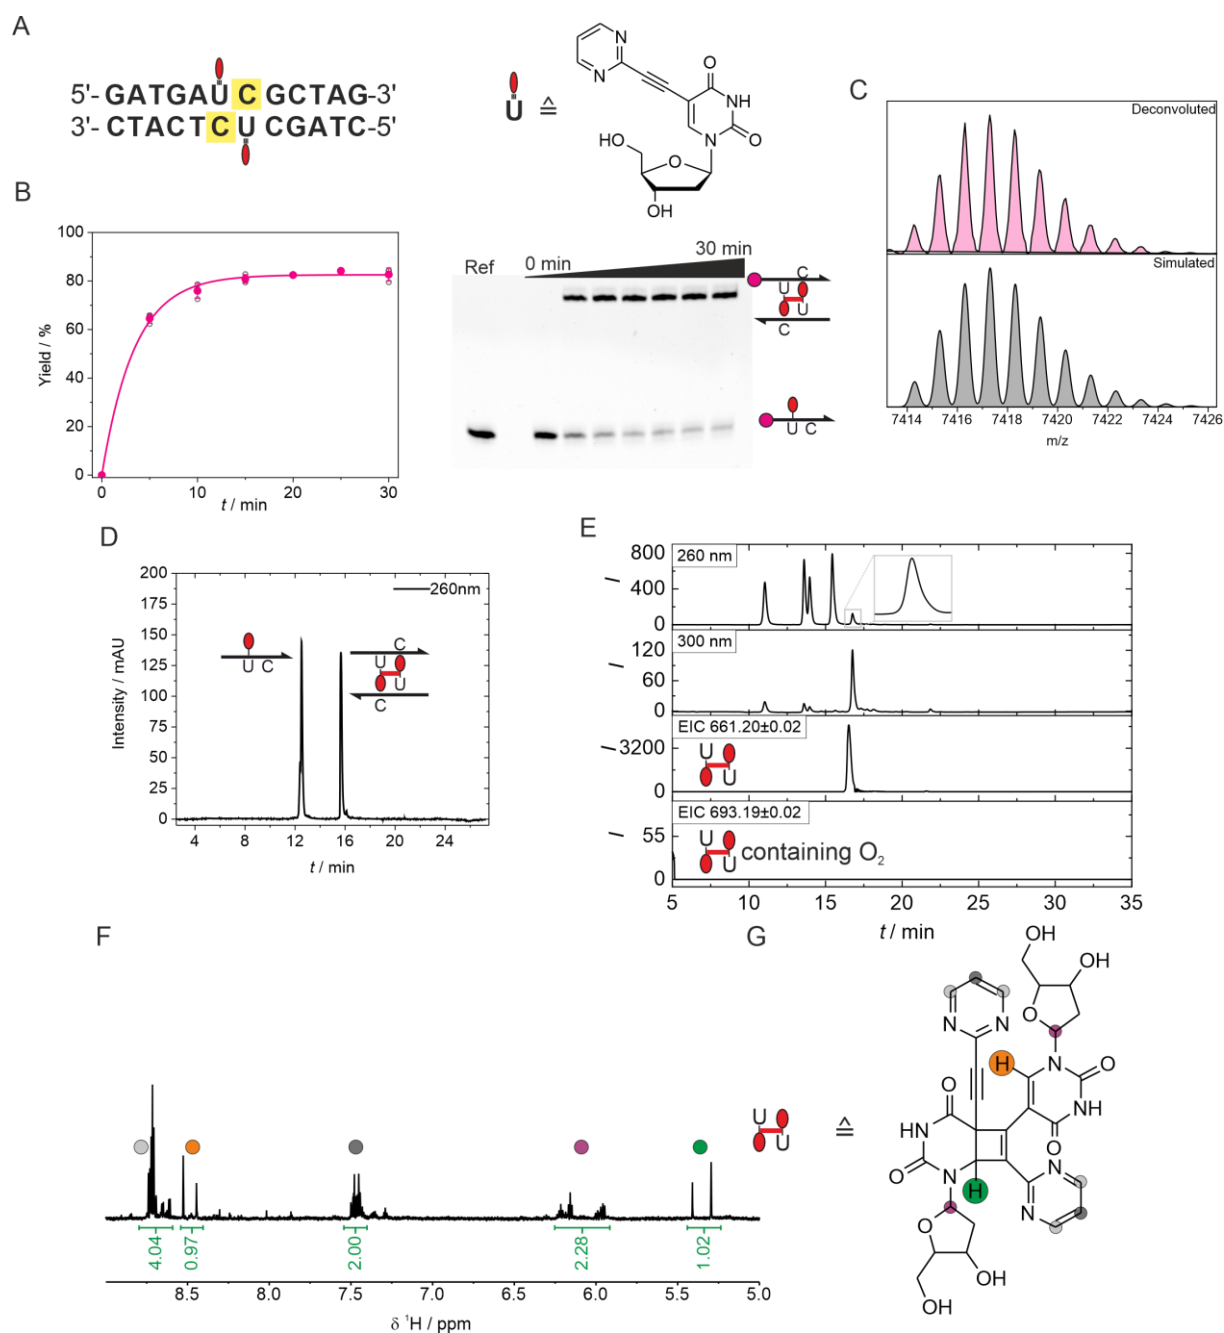 A
5'- GATGAU C GCTAG-3'
3'- CTACTC U CGATC-5'
U ≙
N
N
O
NH
N
O
HO
O
OH
C
Deconvoluted
Simulated
7414 7416 7418 7420 7422 7424 7426
m/z
B
100
80
60
40
20
0
Yield / %
0 10 20 30
t / min
Ref 0 min 30 min
C
U
U
C
U C
D
200
175
150
125
100
75
50
25
0
Intensity / mAU
260nm
U C
C
U
U
C
4 8 12 16 20 24
t / min
E
260 nm
800
400
0
I
300 nm
120
60
0
I
EIC 661.20±0.02
3200
0
I
U
U
EIC 693.19±0.02
55
0
I
U
U
containing O2
5 10 15 20 25 30 35
t / min
F
4.04
0.97
2.00
2.28
1.02
8.5 8.0 7.5 7.0 6.5 6.0 5.5 5.0
δ 1H / ppm
G
U
U
≙
OH
HO
OH
O
N N
H
N
O
O
NH
HN
O
O
N
H
O
N
N
O
OH
OH